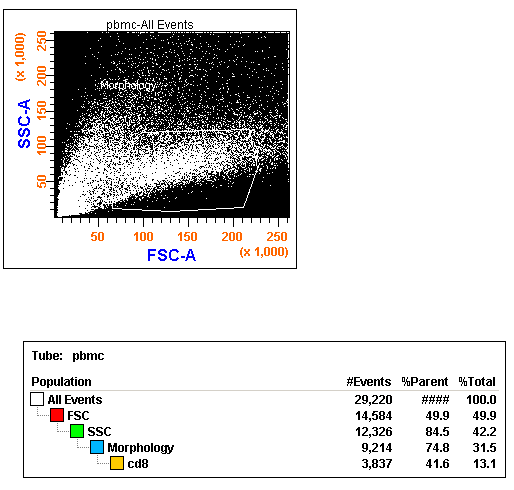 pbmc-All Events
Morphology
SSC-A
(x 1,000)
250
200
150
100
50
50
100
150
200
250
FSC-A
(x 1,000)
Tube: pbmc
Population #Events %Parent %Total
All Events 29,220 #### 100.0
FSC 14,584 49.9 49.9
SSC 12,326 84.5 42.2
Morphology 9,214 74.8 31.5
cd8 3,837 41.6 13.1